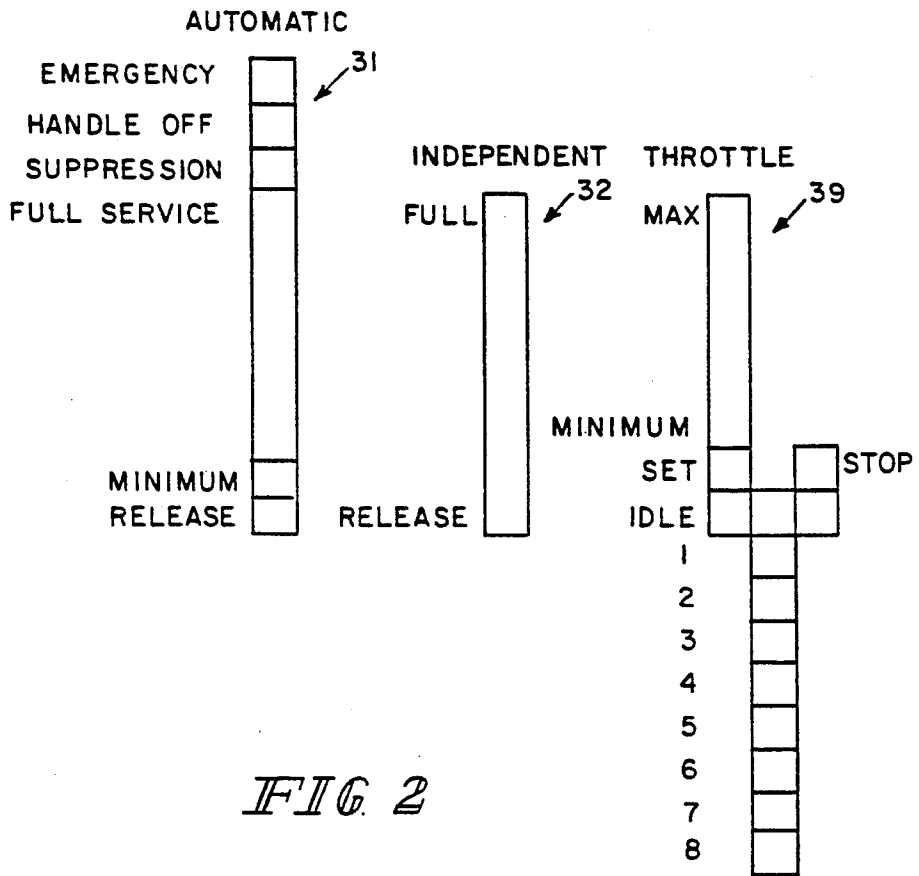 AUTOMATIC
EMERGENCY
31
HANDLE OFF
SUPPRESSION
FULL SERVICE
MINIMUM
RELEASE
INDEPENDENT
32
FULL
RELEASE
THROTTLE
39
MAX
MINIMUM
SET
STOP
IDLE
1
2
3
4
5
6
7
8
FIG. 2